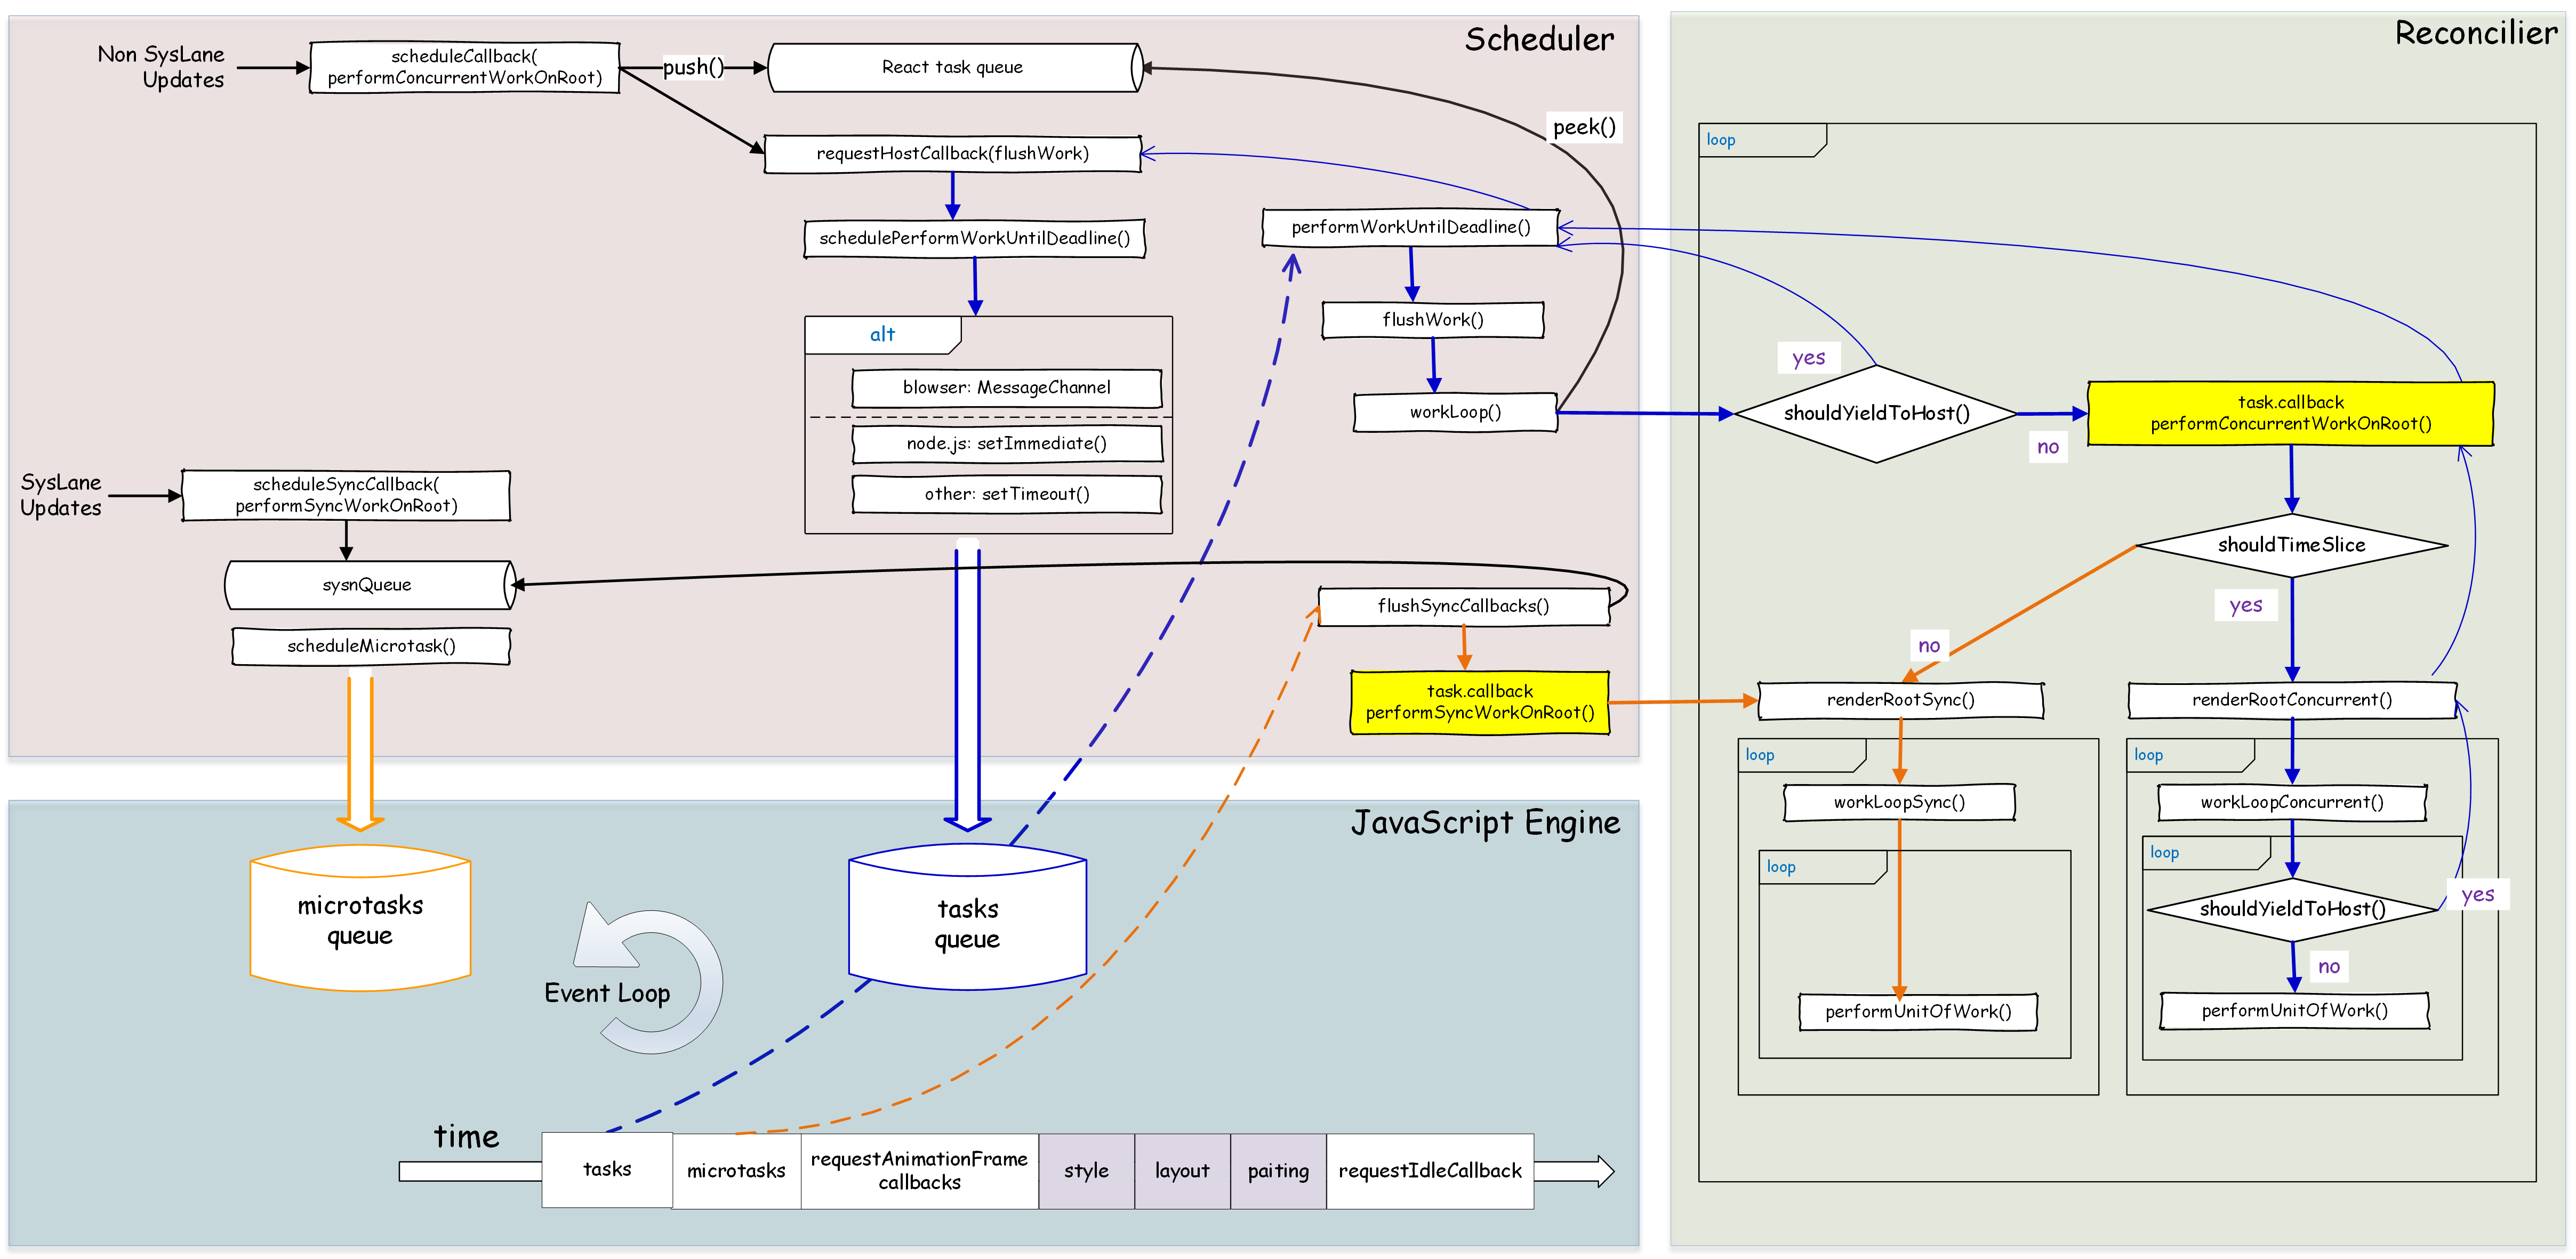 Scheduler
Non SysLane
Updates
scheduleCallback(
performConcurrentWorkOnRoot)
push()
React task queue
peek()
requestHostCallback(flushWork)
schedulePerformWorkUntilDeadline()
performWorkUntilDeadline()
flushWork()
workLoop()
alt
blowser: MessageChannel
node.js: setImmediate()
other: setTimeout()
SysLane
Updates
scheduleSyncCallback(
performSyncWorkOnRoot)
sysnQueue
scheduleMicrotask()
flushSyncCallbacks()
task.callback
performSyncWorkOnRoot()
Reconcilier
loop
yes
shouldYieldToHost()
no
task.callback
performConcurrentWorkOnRoot()
shouldTimeSlice
yes
no
renderRootSync()
renderRootConcurrent()
loop
workLoopSync()
loop
performUnitOfWork()
loop
workLoopConcurrent()
loop
shouldYieldToHost()
yes
no
performUnitOfWork()
JavaScript Engine
microtasks
queue
Event Loop
tasks
queue
time
tasks
microtasks
requestAnimationFrame
callbacks
style
layout
paiting
requestIdleCallback